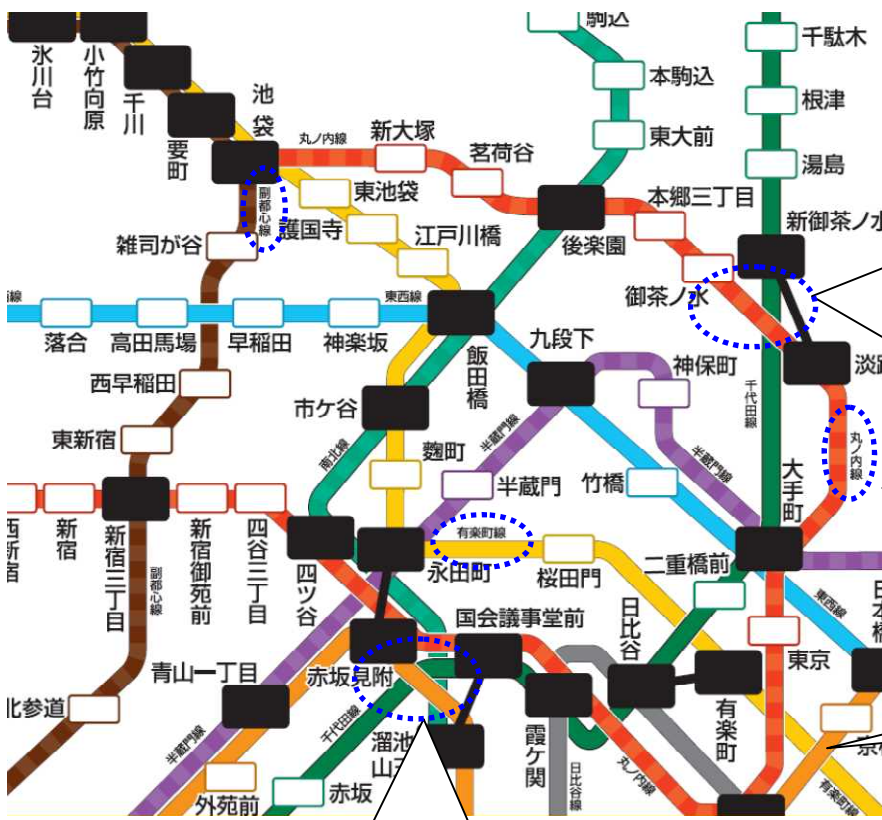 駒込
千駄木
氷川台
小竹向原
千川
要町
池袋
丸ノ内線
新大塚
茗荷谷
本駒込
根津
東大前
湯島
東池袋
本郷三丁目
副都心線
護国寺
江戸川橋
後楽園
新御茶ノ水
雑司が谷
御茶ノ水
東西線
落合
高田馬場
早稲田
神楽坂
飯田橋
九段下
神保町
西早稲田
市ケ谷
千代田線
東新宿
南北線
麴町
半蔵門線
半蔵門線
丸ノ内線
大手町
半蔵門
竹橋
西新宿
新宿
新宿三丁目
新宿御苑前
四谷三丁目
四ツ谷
有楽町線
永田町
桜田門
二重橋前
副都心線
国会議事堂前
日比谷
東西線
青山一丁目
赤坂見附
東京
北参道
半蔵門線
千代田線
溜池
霞ケ関
有楽町
外苑前
赤坂
日比谷線
丸ノ内線
有楽町線